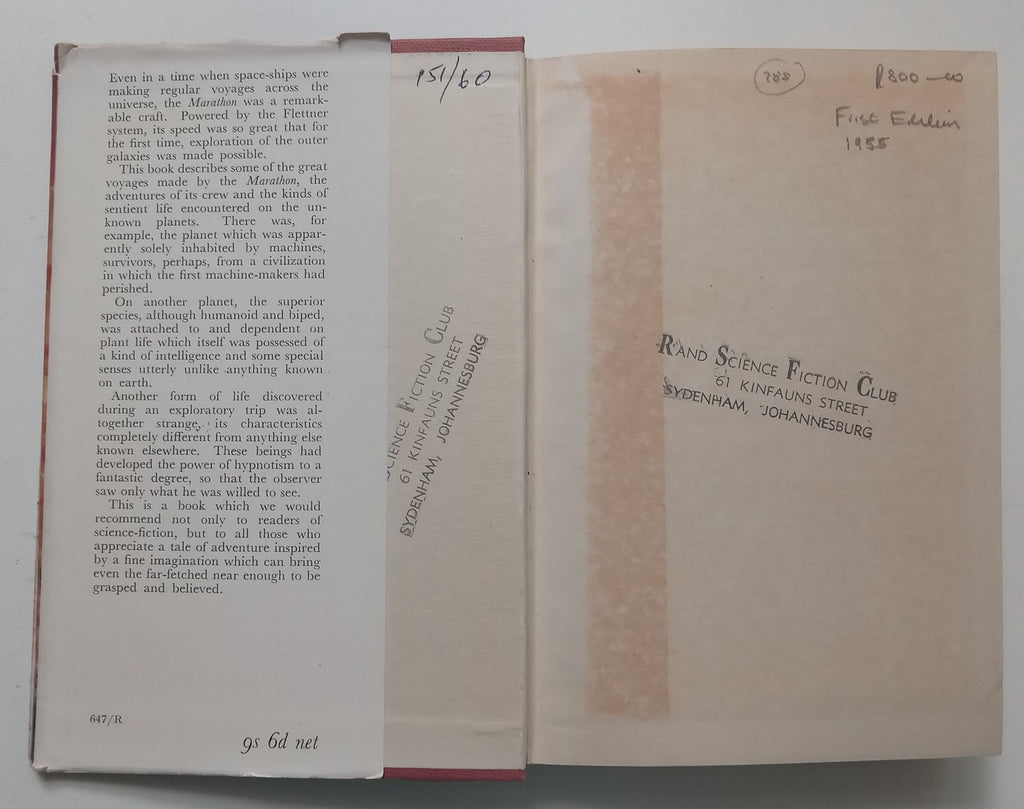 Even in a time when space-ships were
making regular voyages across the
universe, the Marathon was a remark-
able craft. Powered by the Flettner
system, its speed was so great that for
the first time, exploration of the outer
galaxies was made possible.
This book describes some of the great
voyages made by the Marathon, the
adventures of its crew and the kinds of
sentient life encountered on the un-
known planets. There was, for
example, the planet which was appar-
ently solely inhabited by machines,
survivors, perhaps, from a civilization
in which the first machine-makers had
perished.
On another planet, the superior
species, although humanoid and biped,
was attached to and dependent on
plant life which itself was possessed of
a kind of intelligence and some special
senses utterly unlike anything known
on earth.
Another form of life discovered
during an exploratory trip was al-
together strange, its characteristics
completely different from anything else
known elsewhere. These beings had
developed the power of hypnotism to a
fantastic degree, so that the observer
saw only what he was willed to see.
This is a book which we would
recommend not only to readers of
science-fiction, but to all those who
appreciate a tale of adventure inspired
by a fine imagination which can bring
even the far-fetched near enough to be
grasped and believed.
647/R
9s 6d net
151/60
SCIENCE FICTION CLUB
61 KINFAUNS STREET
SYDENHAM, JOHANNESBURG
288
R300-00
First Edition
1955
RAND SCIENCE FICTION CLUB
61 KINFAUNS STREET
SYDENHAM, JOHANNESBURG